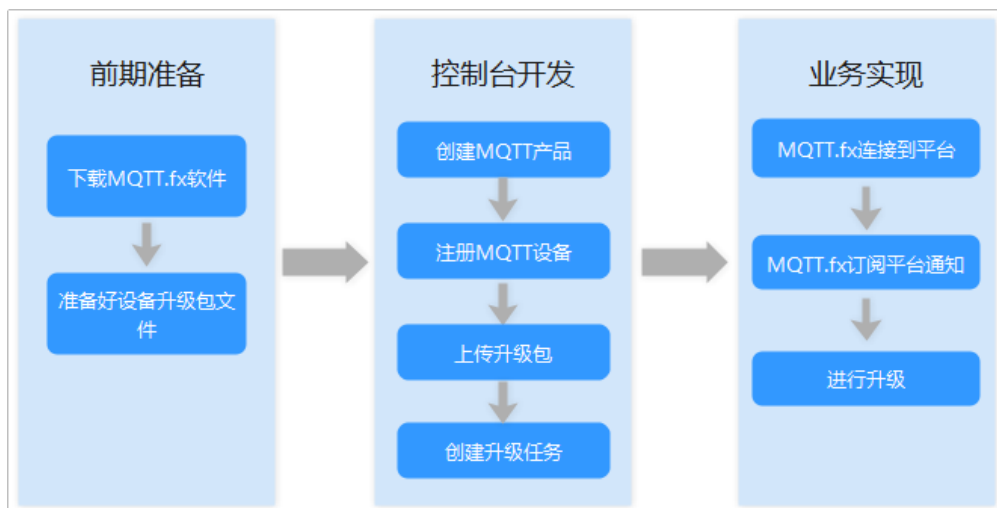 前期准备
下载MQTT.fx软件
准备好设备升级包文
件
控制台开发
创建MQTT产品
注册MQTT设备
上传升级包
创建升级任务
业务实现
MQTT.fx连接到平台
MQTT.fx订阅平台通知
进行升级